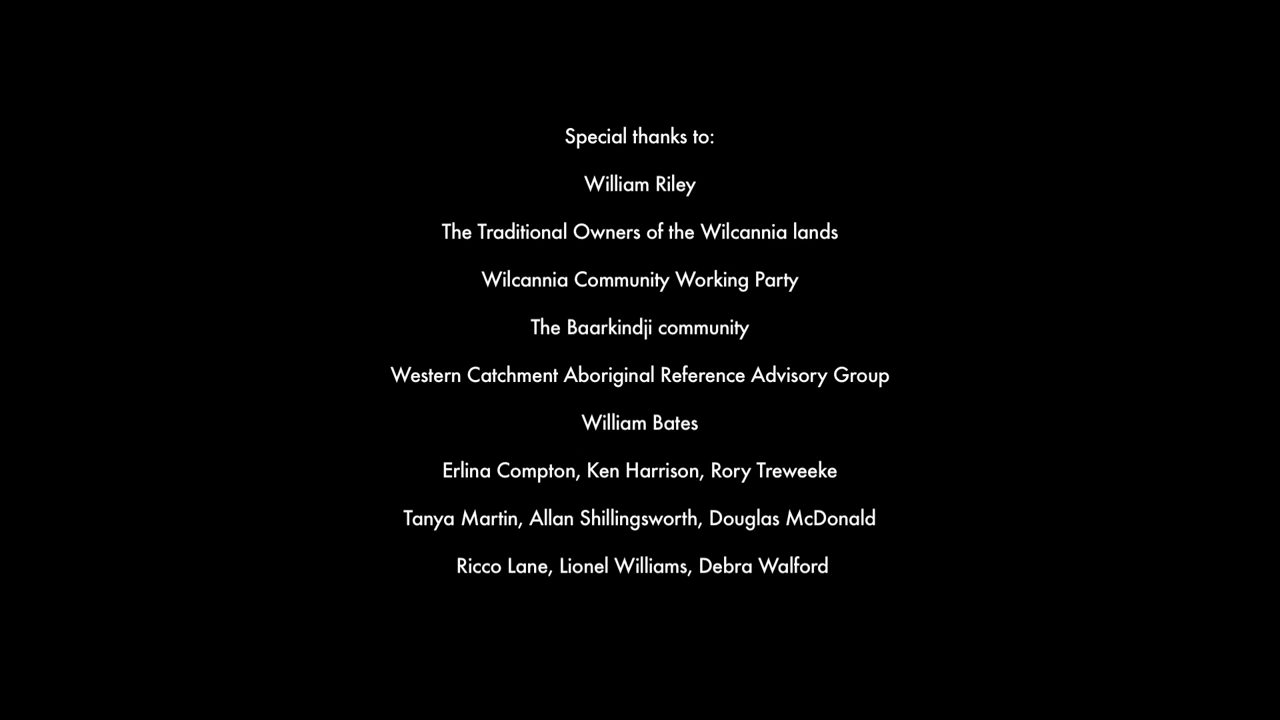 Special thanks to:
William Riley
The Traditional Owners of the Wilcannia lands
Wilcannia Community Working Party
The Baarkindji community
Western Catchment Aboriginal Reference Advisory Group
William Bates
Erlina Compton, Ken Harrison, Rory Treweeke
Tanya Martin, Allan Shillingsworth, Douglas McDonald
Ricco Lane, Lionel Williams, Debra Walford